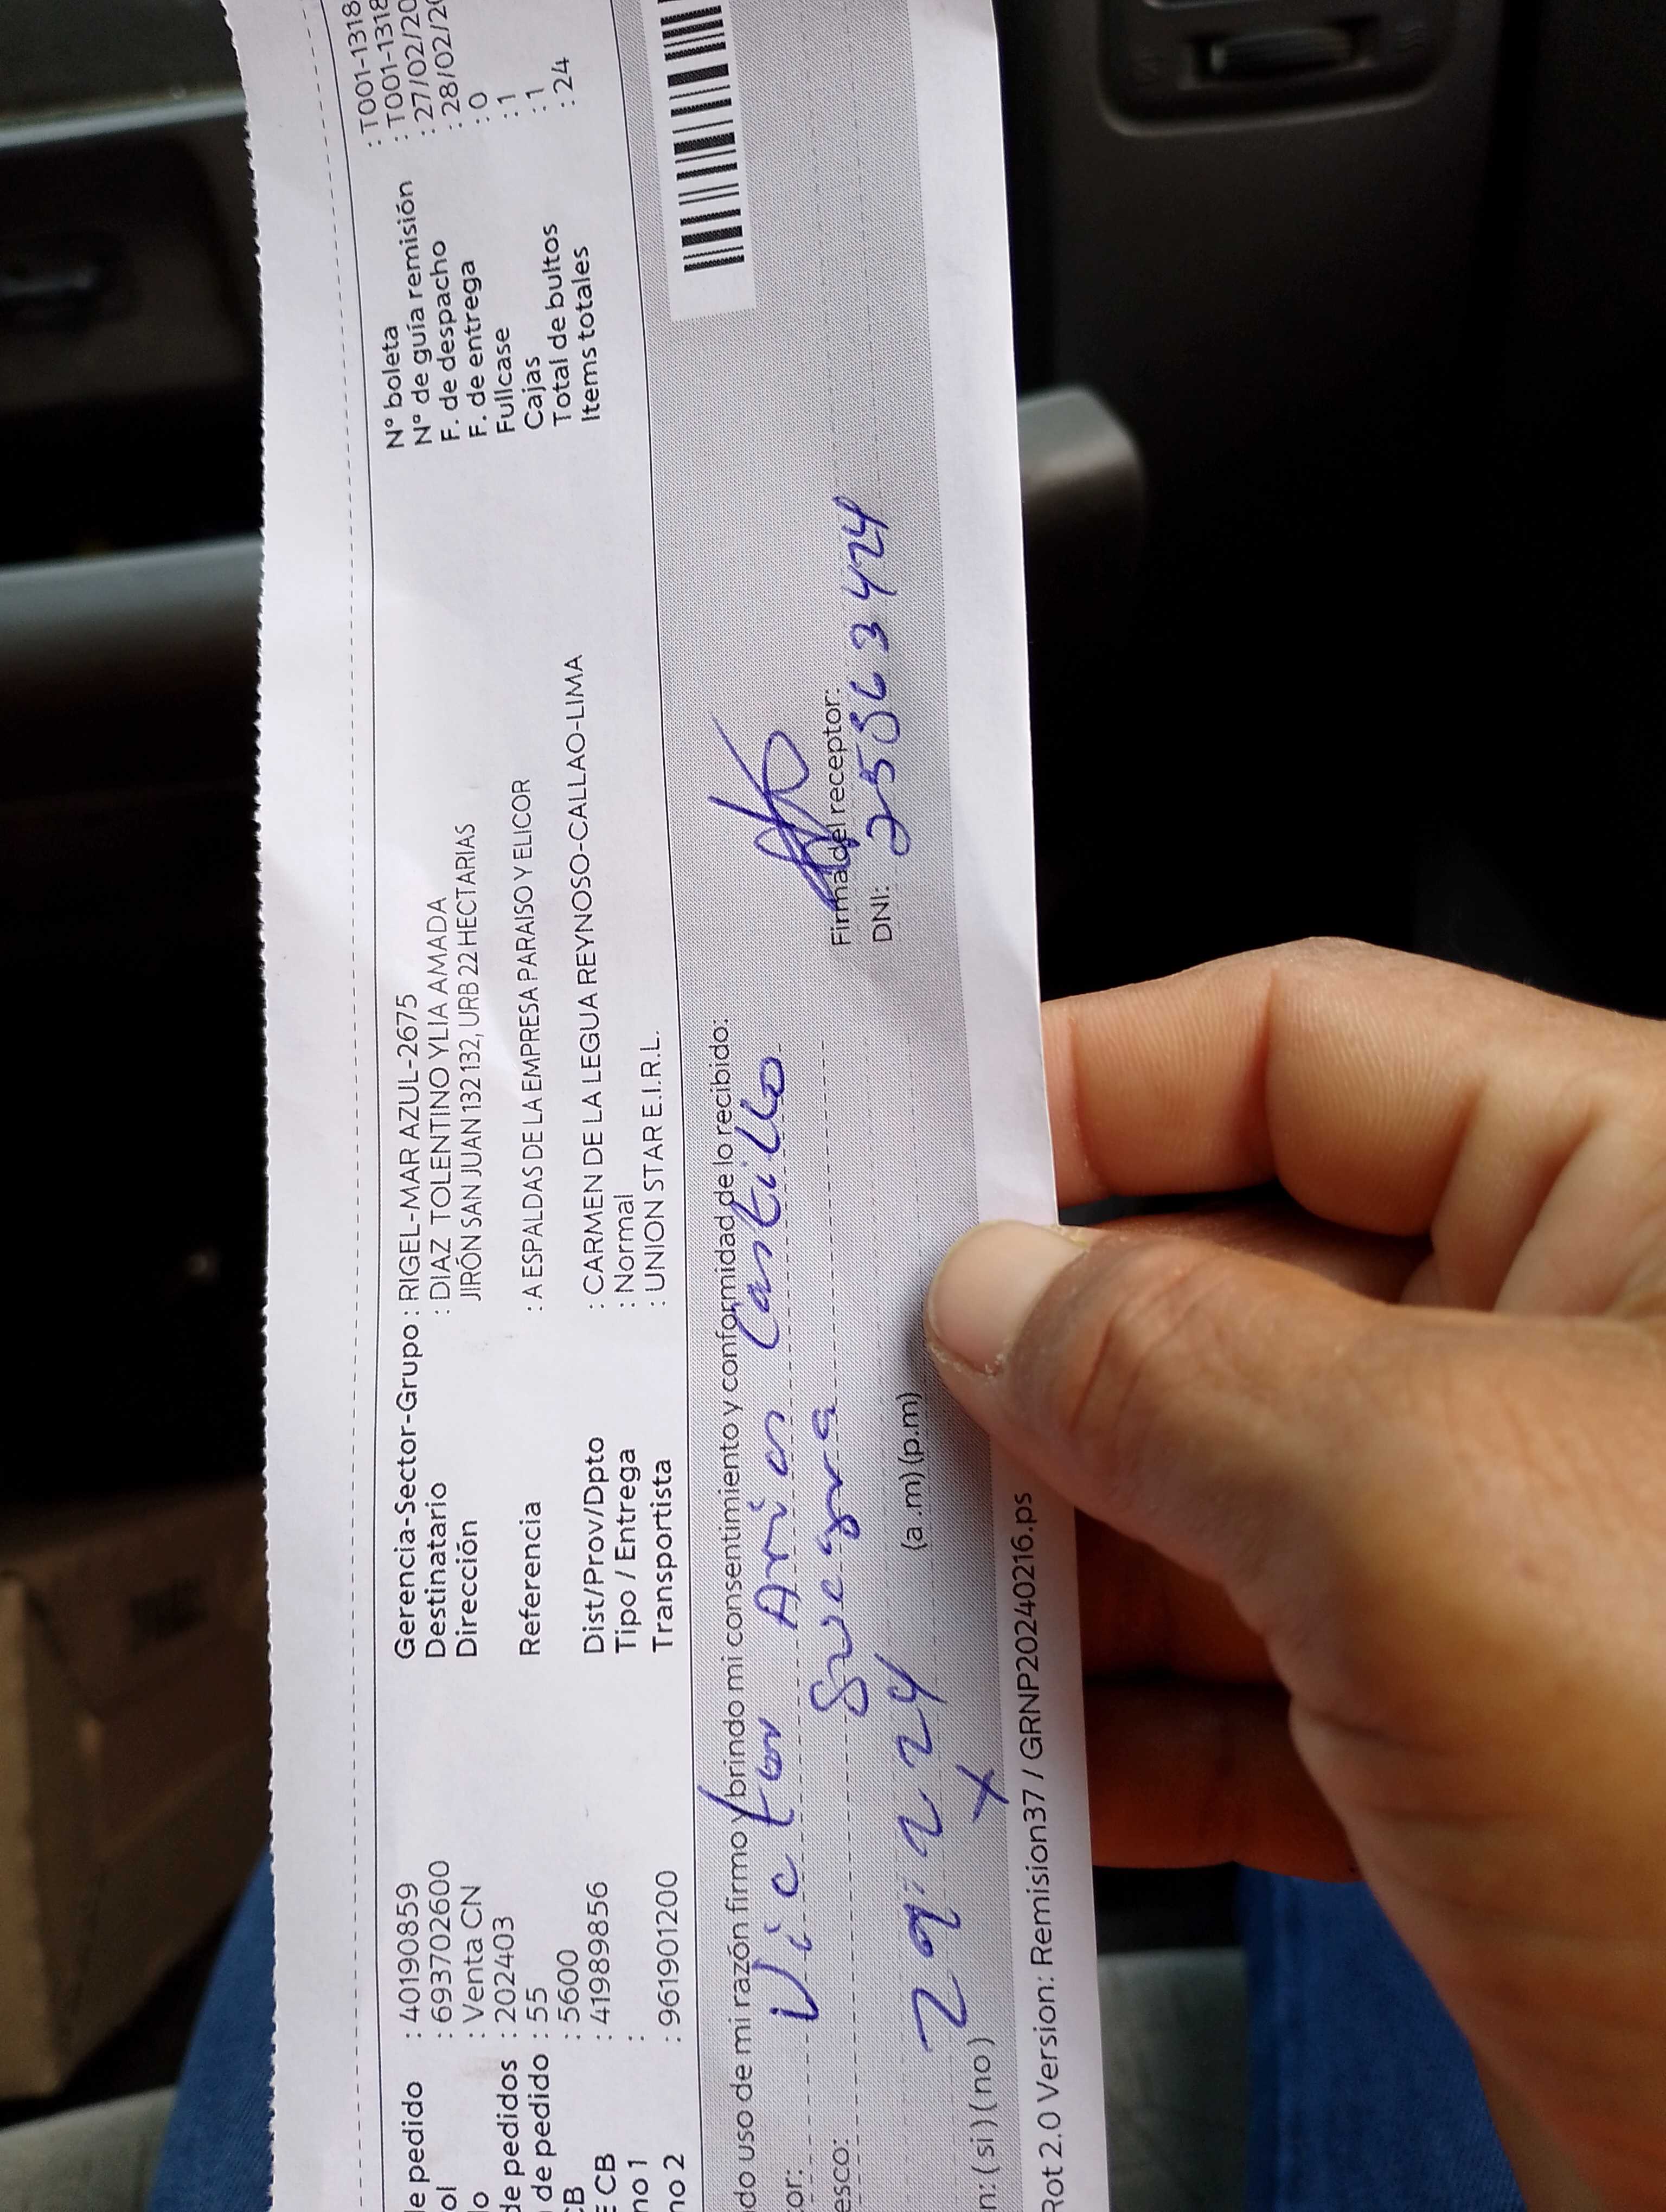 e pedido : 40190859
ol : 693702600
o : Venta CN
de pedidos : 202403
de pedido : 55
CB : 5600
E CB : 41989856
no 1 :
no 2 : 961901200
Gerencia-Sector-Grupo : RIGEL-MAR AZUL-2675
Destinatario : DIAZ TOLENTINO YLIA AMADA
Dirección JIRÓN SAN JUAN 132 132, URB 22 HECTARIAS
Referencia : A ESPALDAS DE LA EMPRESA PARAISO Y ELICOR
Dist/Prov/Dpto : CARMEN DE LA LEGUA REYNOSO-CALLAO-LIMA
Tipo / Entrega : Normal
Transportista : UNION STAR E.I.R.L.
Nº boleta : T001-1318
Nº de guía remisión : T001-1318
F. de despacho : 27/02/20
F. de entrega : 28/02/20
Fullcase : 0
Cajas : 1
Total de bultos : 1
Items totales : 24
do uso de mi razón firmo y brindo mi consentimiento y conformidad de lo recibido:
or: Victor Castillo
esco: Suegra
29 2 24 (a .m) (p.m)
n: ( si ) ( no ) X
Firma del receptor:
DNI: 25563424
Rot 2.0 Version: Remision37 / GRNP20240216.ps